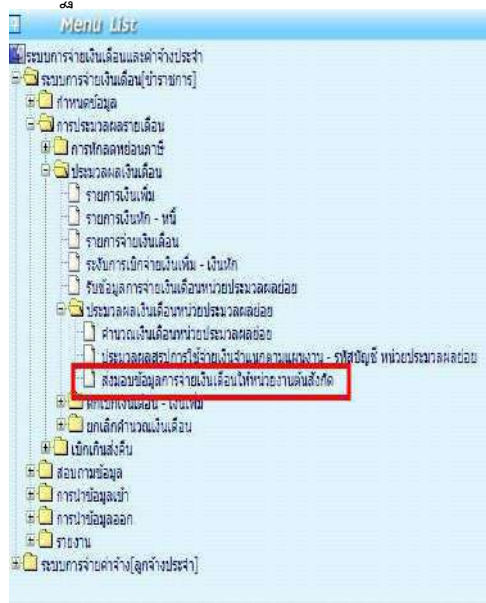 Menu List
ระบบการจ่ายเงินเดือนและค่าจ้างประจำ
ระบบการจ่ายเงินเดือน[ข้าราชการ]
กำหนดข้อมูล
การประมวลผลรายเดือน
การหักลดหย่อนภาษี
ประมวลผลเงินเดือน
รายการเงินเพิ่ม
รายการเงินหัก - หนี้
รายการจ่ายเงินเดือน
ระงับการเบิกจ่ายเงินเพิ่ม - เงินหัก
รับข้อมูลการจ่ายเงินเดือนหน่วยประมวลผลย่อย
ประมวลผลเงินเดือนหน่วยประมวลผลย่อย
คำนวณเงินเดือนหน่วยประมวลผลย่อย
ประมวลผลสรุปการใช้จ่ายเงินจำแนกตามแผนงาน - รหัสบัญชี หน่วยประมวลผลย่อย
ส่งมอบข้อมูลการจ่ายเงินเดือนให้หน่วยงานต้นสังกัด
ตกเบิกเงินเดือน - เงินเพิ่ม
ยกเลิกคำนวณเงินเดือน
เบิกเกินส่งคืน
สอบถามข้อมูล
การนำข้อมูลเข้า
การนำข้อมูลออก
รายงาน
ระบบการจ่ายค่าจ้าง[ลูกจ้างประจำ]